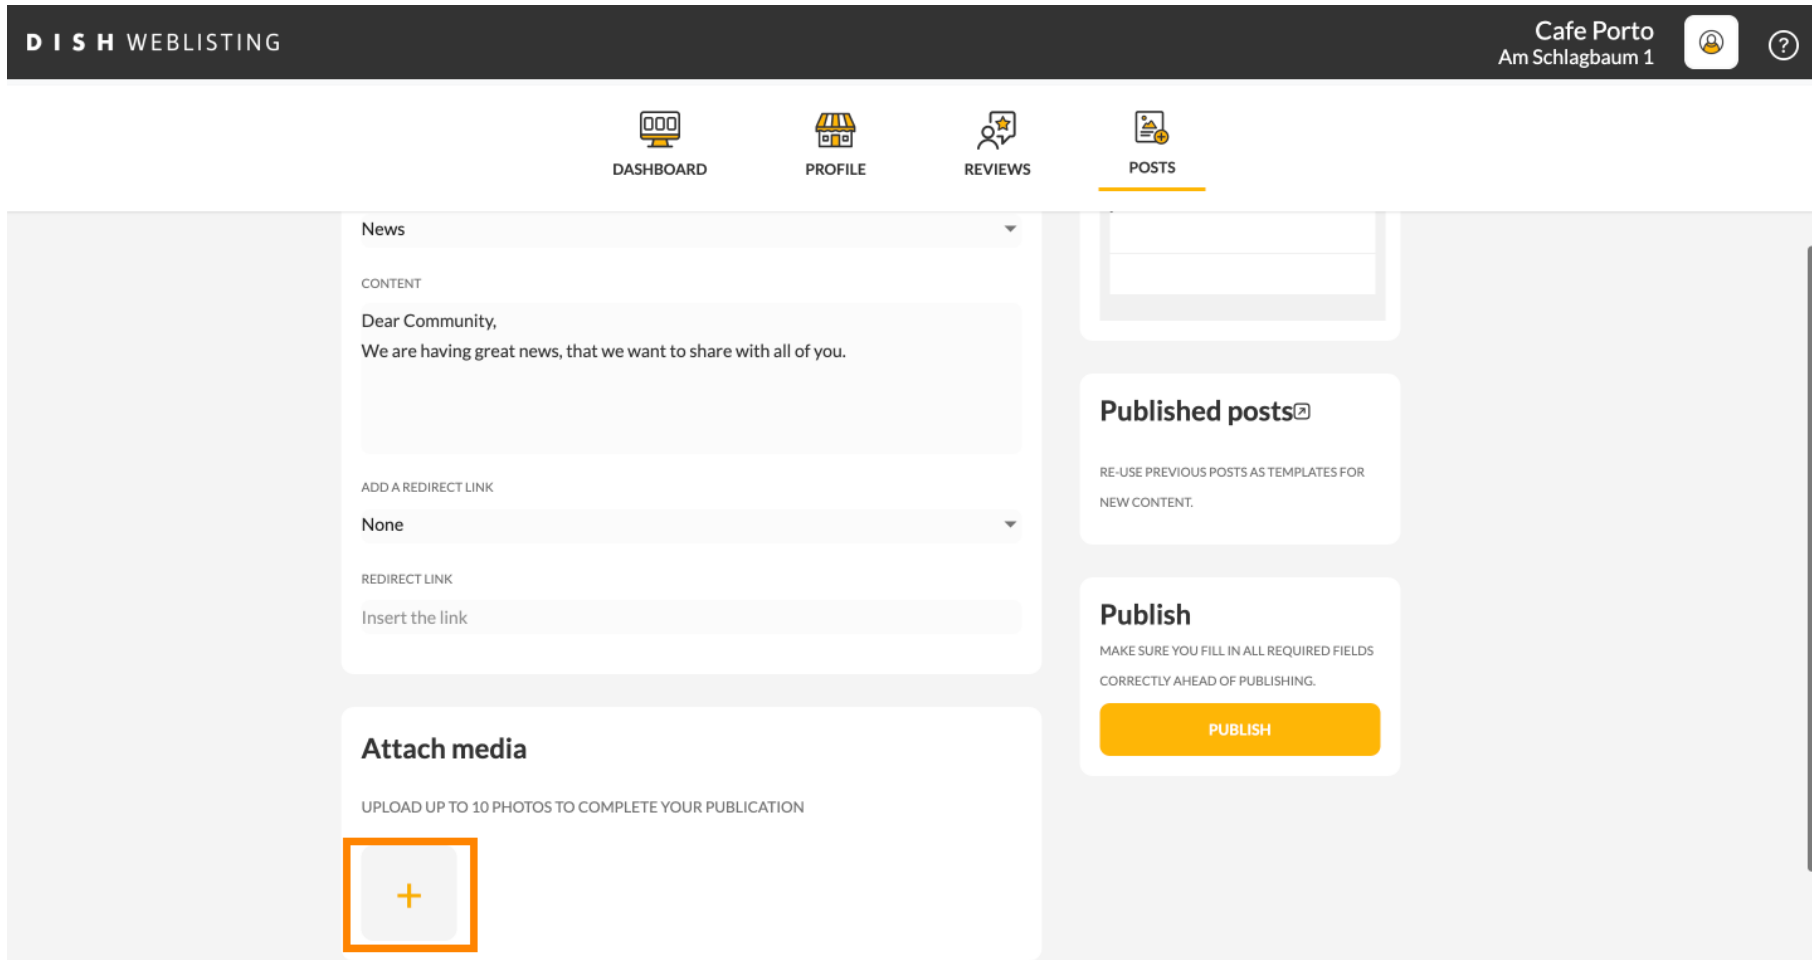 DISH WEBLISTING
Cafe Porto
Am Schlagbaum 1
DASHBOARD
PROFILE
REVIEWS
POSTS
News
CONTENT
Dear Community,
We are having great news, that we want to share with all of you.
ADD A REDIRECT LINK
None
REDIRECT LINK
Insert the link
Attach media
UPLOAD UP TO 10 PHOTOS TO COMPLETE YOUR PUBLICATION
Published posts
RE-USE PREVIOUS POSTS AS TEMPLATES FOR
NEW CONTENT.
Publish
MAKE SURE YOU FILL IN ALL REQUIRED FIELDS
CORRECTLY AHEAD OF PUBLISHING.
PUBLISH